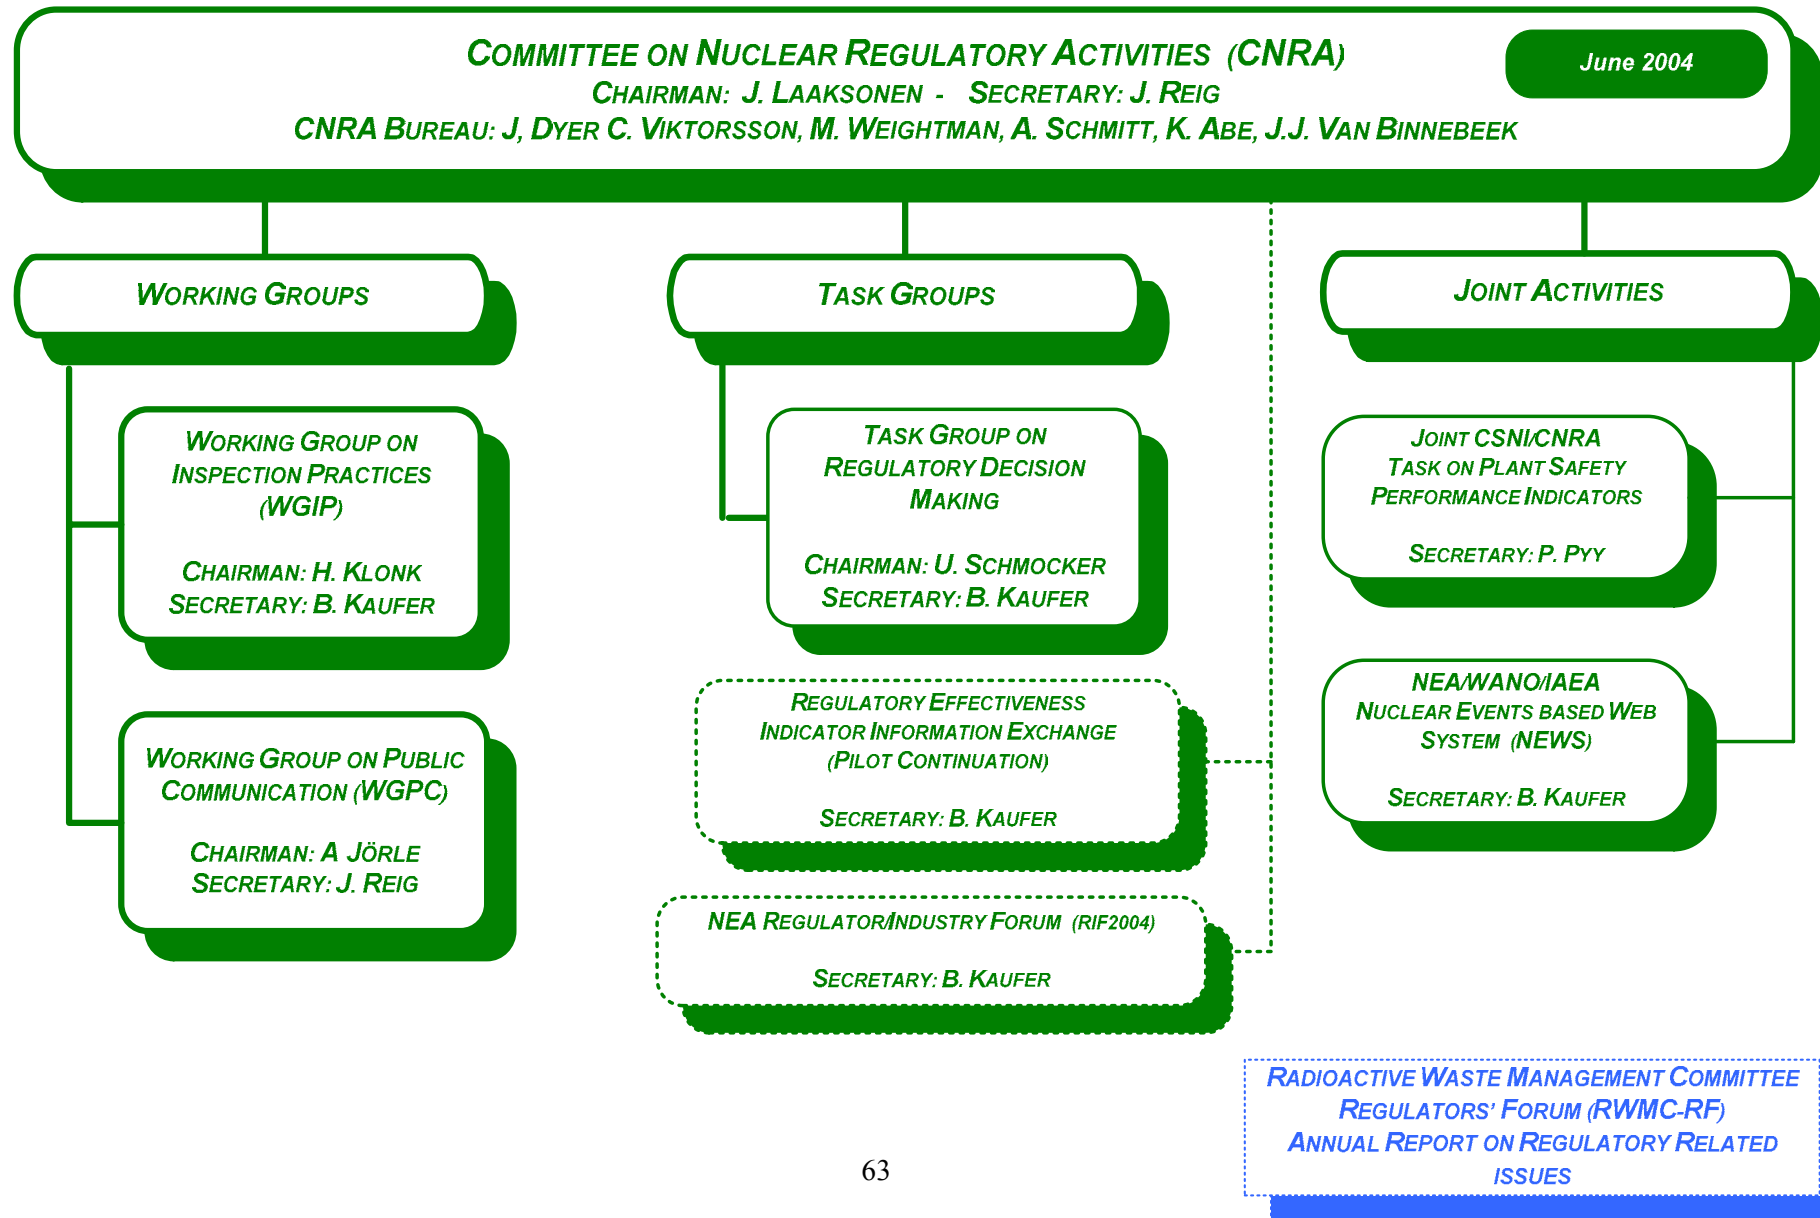 COMMITTEE ON NUCLEAR REGULATORY ACTIVITIES (CNRA)
June 2004
CHAIRMAN: J. LAAKSONEN - SECRETARY: J. REIG
CNRA BUREAU: J, DYER C. VIKTORSSON, M. WEIGHTMAN, A. SCHMITT, K. ABE, J.J. VAN BINNEBEEK
WORKING GROUPS
WORKING GROUP ON
INSPECTION PRACTICES
(WGIP)
CHAIRMAN: H. KLONK
SECRETARY: B. KAUFER
WORKING GROUP ON PUBLIC
COMMUNICATION (WGPC)
CHAIRMAN: A JÖRLE
SECRETARY: J. REIG
TASK GROUPS
TASK GROUP ON
REGULATORY DECISION
MAKING
CHAIRMAN: U. SCHMOCKER
SECRETARY: B. KAUFER
REGULATORY EFFECTIVENESS
INDICATOR INFORMATION EXCHANGE
(PILOT CONTINUATION)
SECRETARY: B. KAUFER
NEA REGULATOR/INDUSTRY FORUM (RIF2004)
SECRETARY: B. KAUFER
JOINT ACTIVITIES
JOINT CSNI/CNRA
TASK ON PLANT SAFETY
PERFORMANCE INDICATORS
SECRETARY: P. PYY
NEA/WANO/IAEA
NUCLEAR EVENTS BASED WEB
SYSTEM (NEWS)
SECRETARY: B. KAUFER
RADIOACTIVE WASTE MANAGEMENT COMMITTEE
REGULATORS' FORUM (RWMC-RF)
ANNUAL REPORT ON REGULATORY RELATED
ISSUES
63